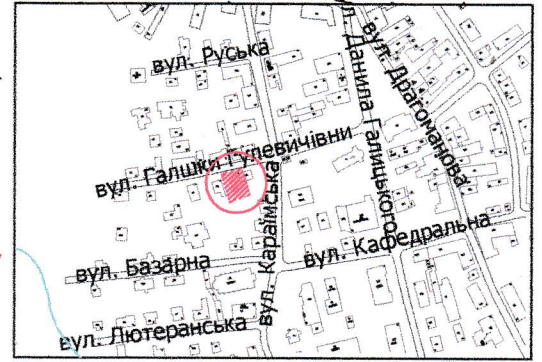 вул. Руська
вул. Данила Галицького
вул. Драгоманова
вул. Галшки Гулевичівни
вул. Караїмська
вул. Кафедральна
вул. Базарна
вул. Лютеранська